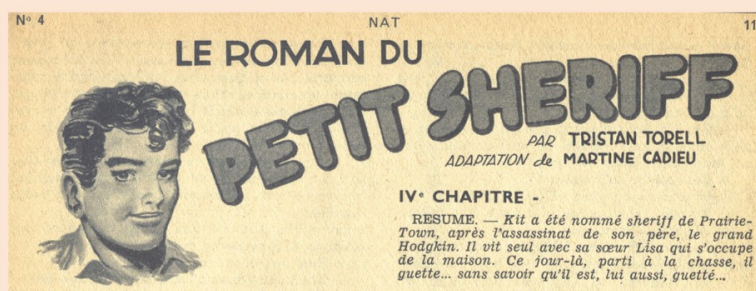 N° 4 NAT 11
LE ROMAN DU
PETIT SHERIFF
PAR TRISTAN TORELL
ADAPTATION de MARTINE CADIEU
IVe CHAPITRE -
RESUME. — Kit a été nommé sheriff de Prairie-
Town, après l'assassinat de son père, le grand
Hodgkin. Il vit seul avec sa sœur Lisa qui s'occupe
de la maison. Ce jour-là, parti à la chasse, il
guette... sans savoir qu'il est, lui aussi, guetté...